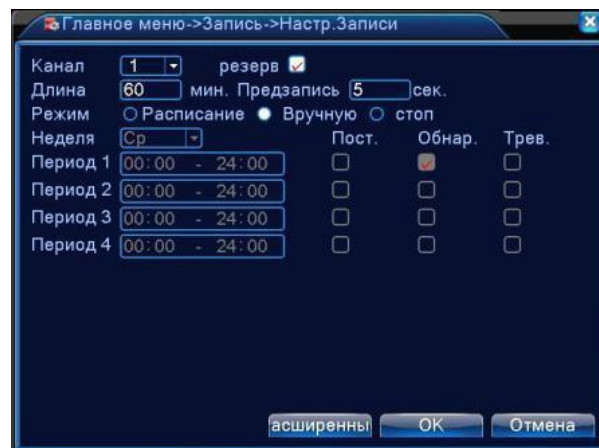 Главное меню->Запись->Настр.Записи
Канал 1 резерв
Длина 60 мин. Предзапись 5 сек.
Режим Расписание Вручную стоп
Неделя Ср Пост. Обнар. Трев.
Период 1 00:00 - 24:00
Период 2 00:00 - 24:00
Период 3 00:00 - 24:00
Период 4 00:00 - 24:00
асширенны OK Отмена